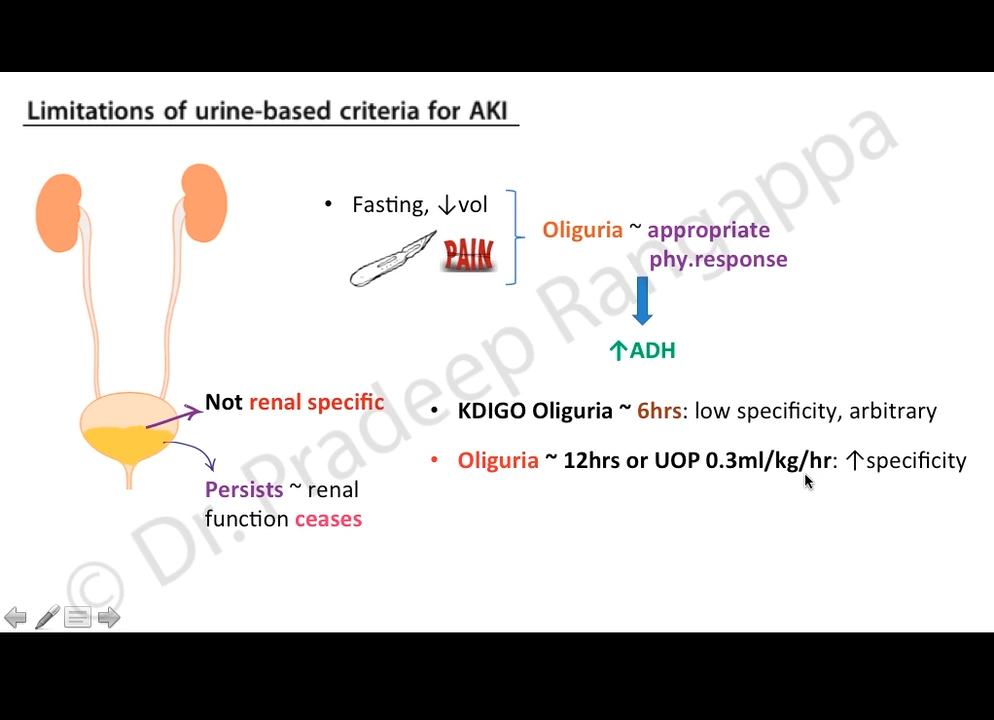 Limitations of urine-based criteria for AKI
• Fasting, ↓vol
PAIN
Oliguria ~ appropriate
phy.response
↑ADH
Not renal specific
Persists ~ renal
function ceases
• KDIGO Oliguria ~ 6hrs: low specificity, arbitrary
• Oliguria ~ 12hrs or UOP 0.3ml/kg/hr: ↑specificity
© Dr. Pradeep Rangappa